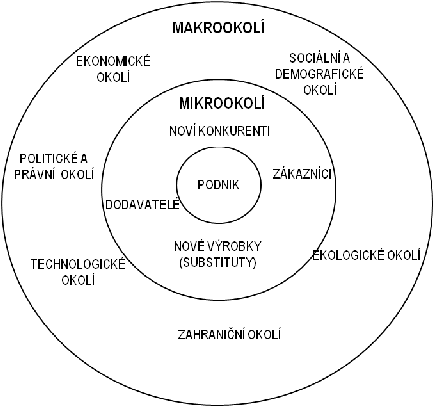 MAKROOKOLÍ
EKONOMICKÉ
OKOLÍ
SOCIÁLNÍ A
DEMOGRAFICKÉ
OKOLÍ
MIKROOKOLÍ
NOVÍ KONKURENTI
POLITICKÉ A
PRÁVNÍ OKOLÍ
ZÁKAZNÍCI
PODNIK
DODAVATELÉ
NOVÉ VÝROBKY
(SUBSTITUTY)
EKOLOGICKÉ OKOLÍ
TECHNOLOGICKÉ
OKOLÍ
ZAHRANIČNÍ OKOLÍ